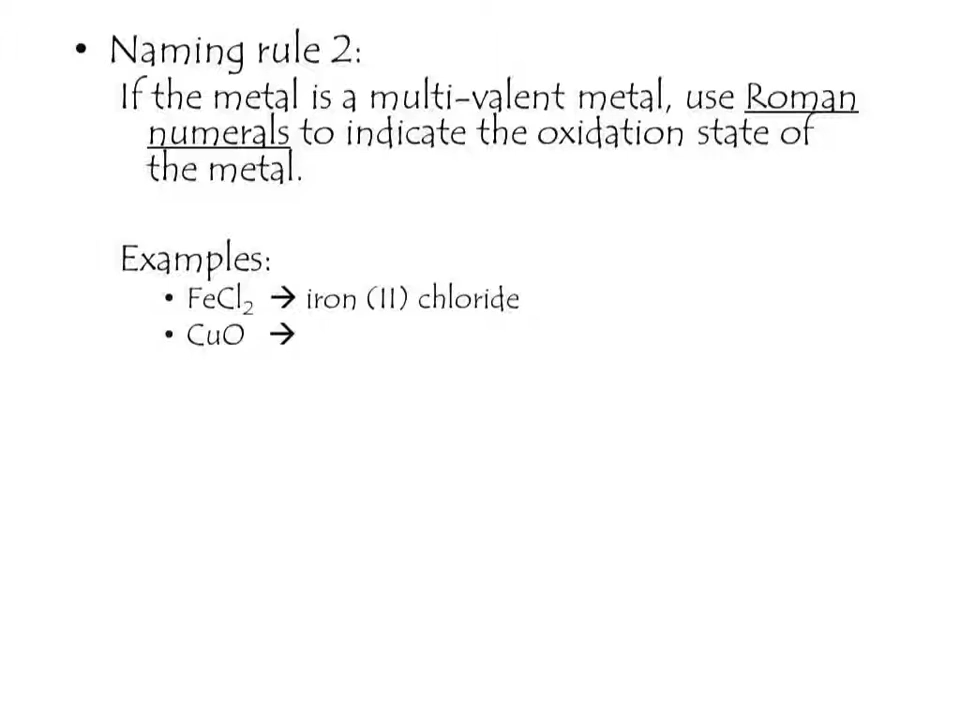 • Naming rule 2:
If the metal is a multi-valent metal, use Roman
numerals to indicate the oxidation state of
the metal.
Examples:
• FeCl₂ → iron (II) chloride
• CuO →